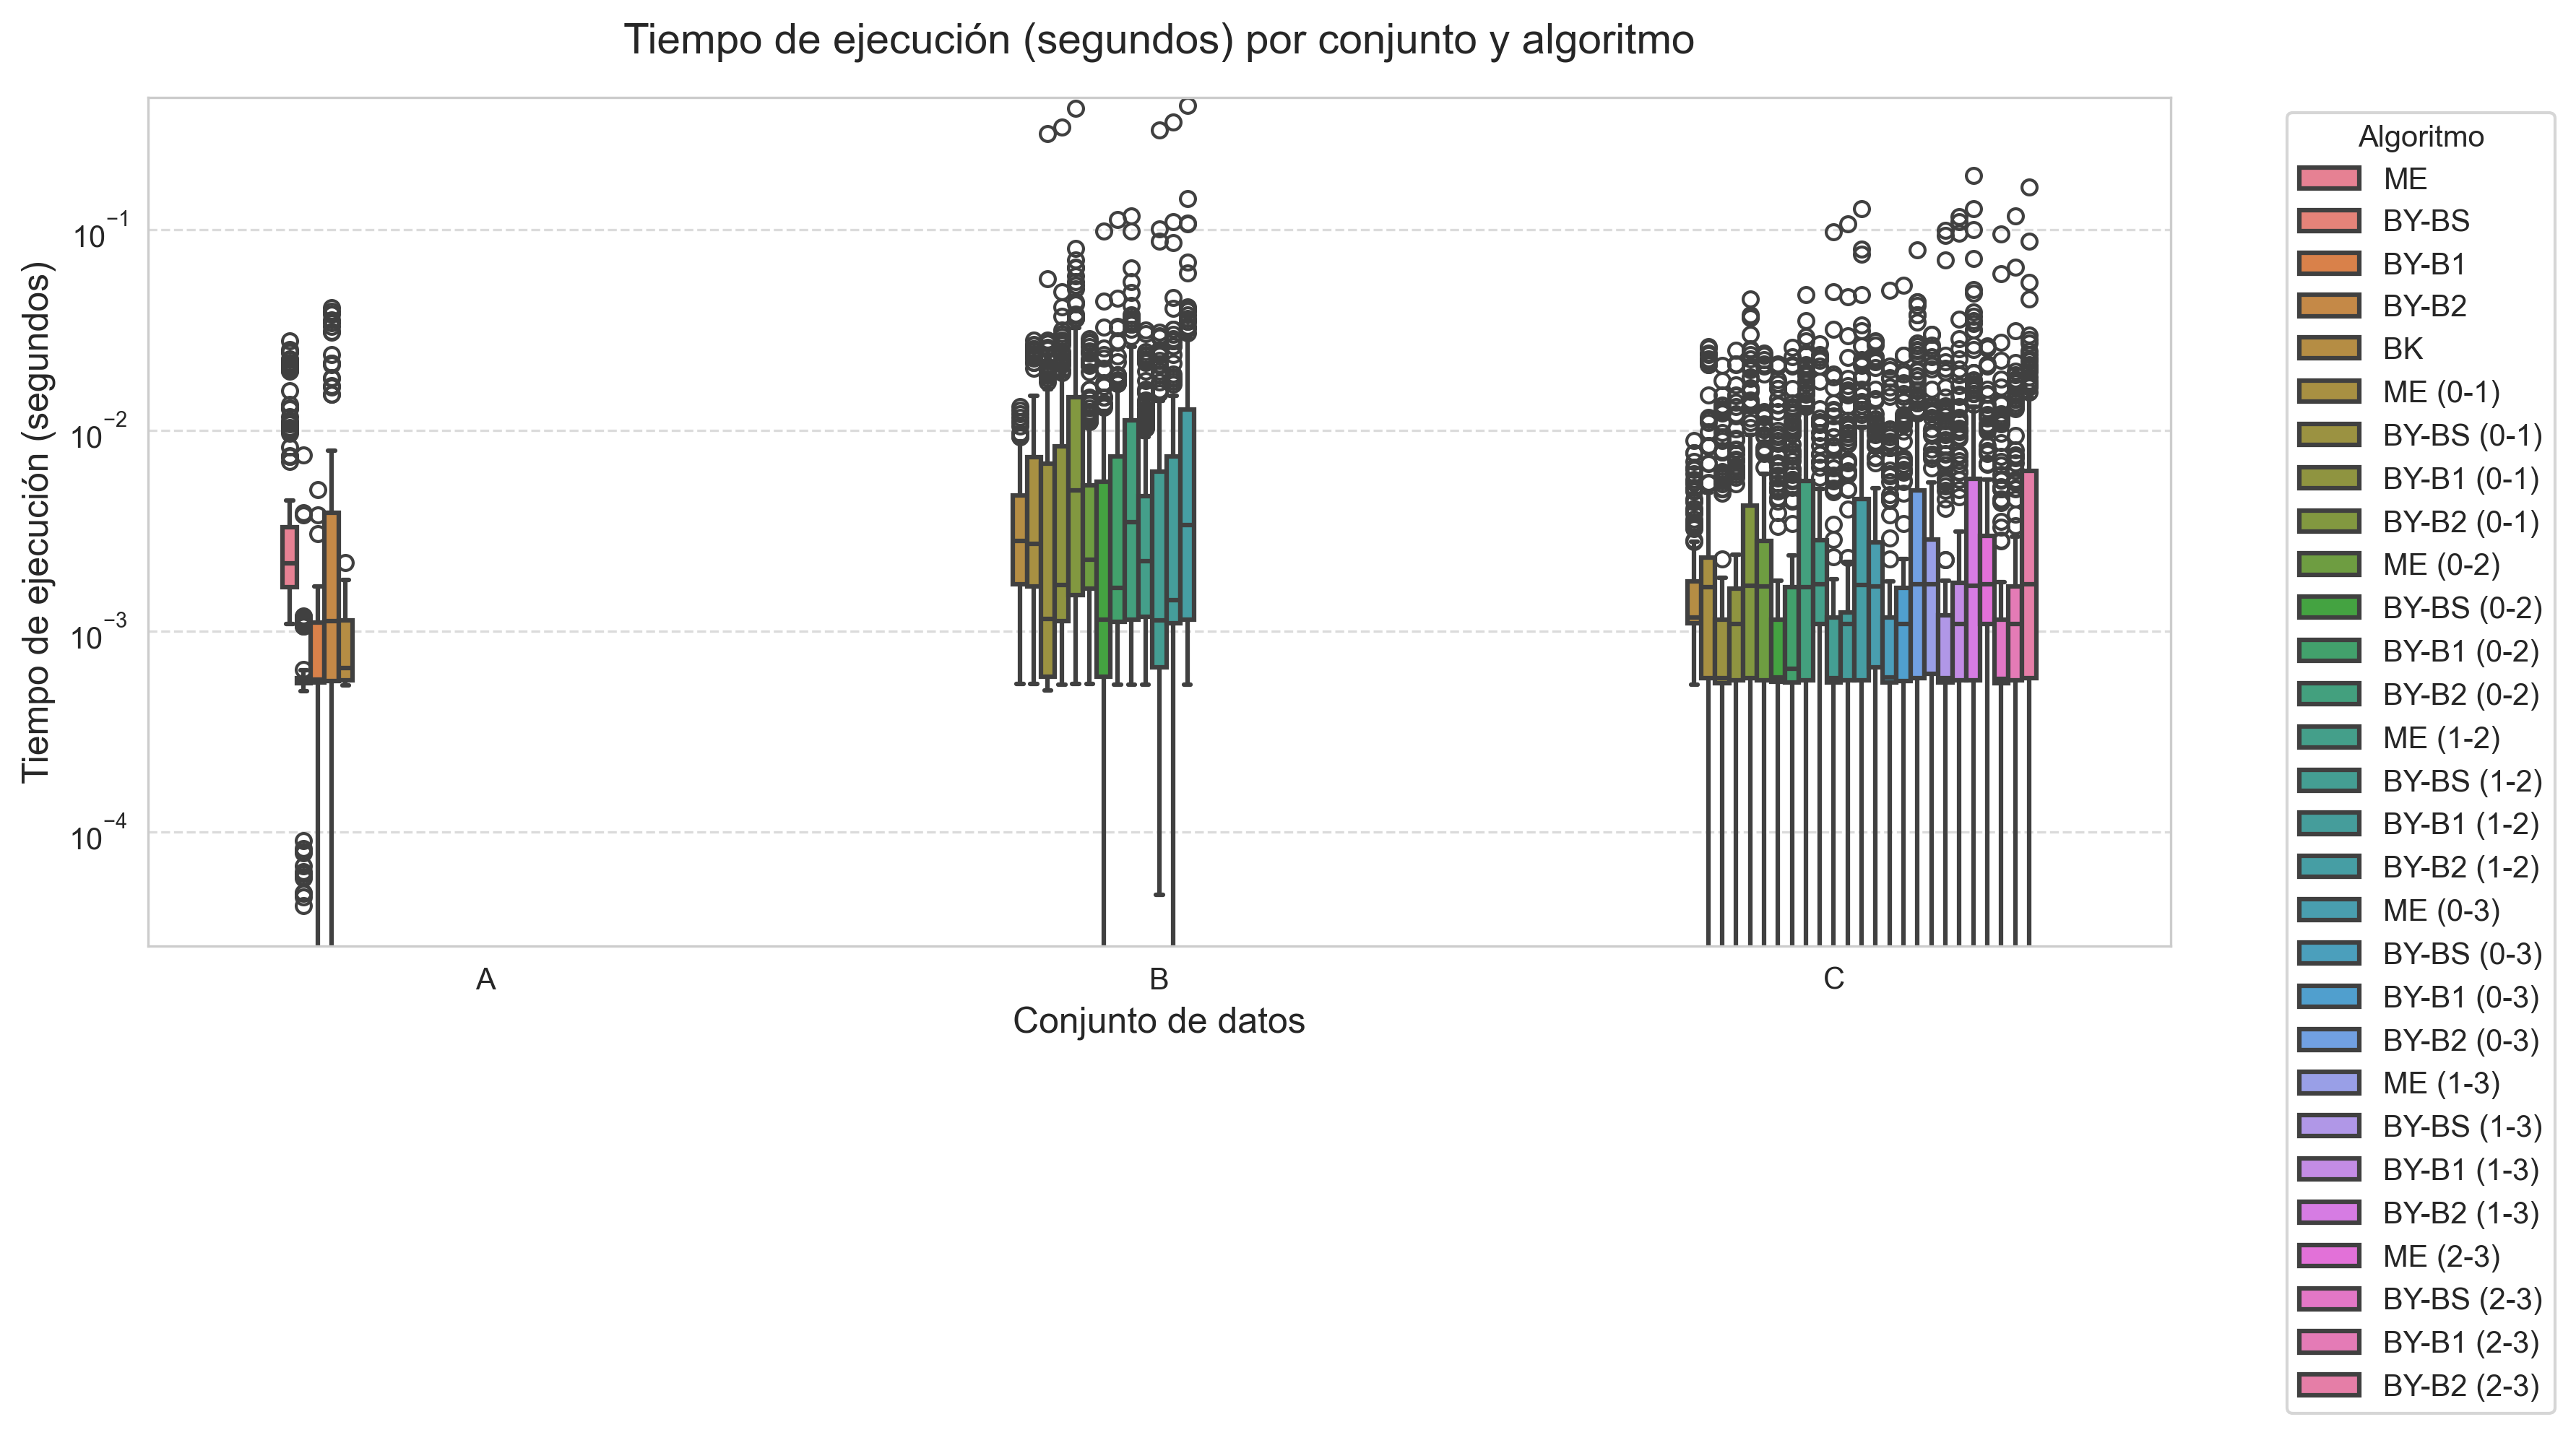 Tiempo de ejecución (segundos) por conjunto y algoritmo
Tiempo de ejecución (segundos)
10⁻¹
10⁻²
10⁻³
10⁻⁴
A
B
C
Conjunto de datos
Algoritmo
ME
BY-BS
BY-B1
BY-B2
BK
ME (0-1)
BY-BS (0-1)
BY-B1 (0-1)
BY-B2 (0-1)
ME (0-2)
BY-BS (0-2)
BY-B1 (0-2)
BY-B2 (0-2)
ME (1-2)
BY-BS (1-2)
BY-B1 (1-2)
BY-B2 (1-2)
ME (0-3)
BY-BS (0-3)
BY-B1 (0-3)
BY-B2 (0-3)
ME (1-3)
BY-BS (1-3)
BY-B1 (1-3)
BY-B2 (1-3)
ME (2-3)
BY-BS (2-3)
BY-B1 (2-3)
BY-B2 (2-3)